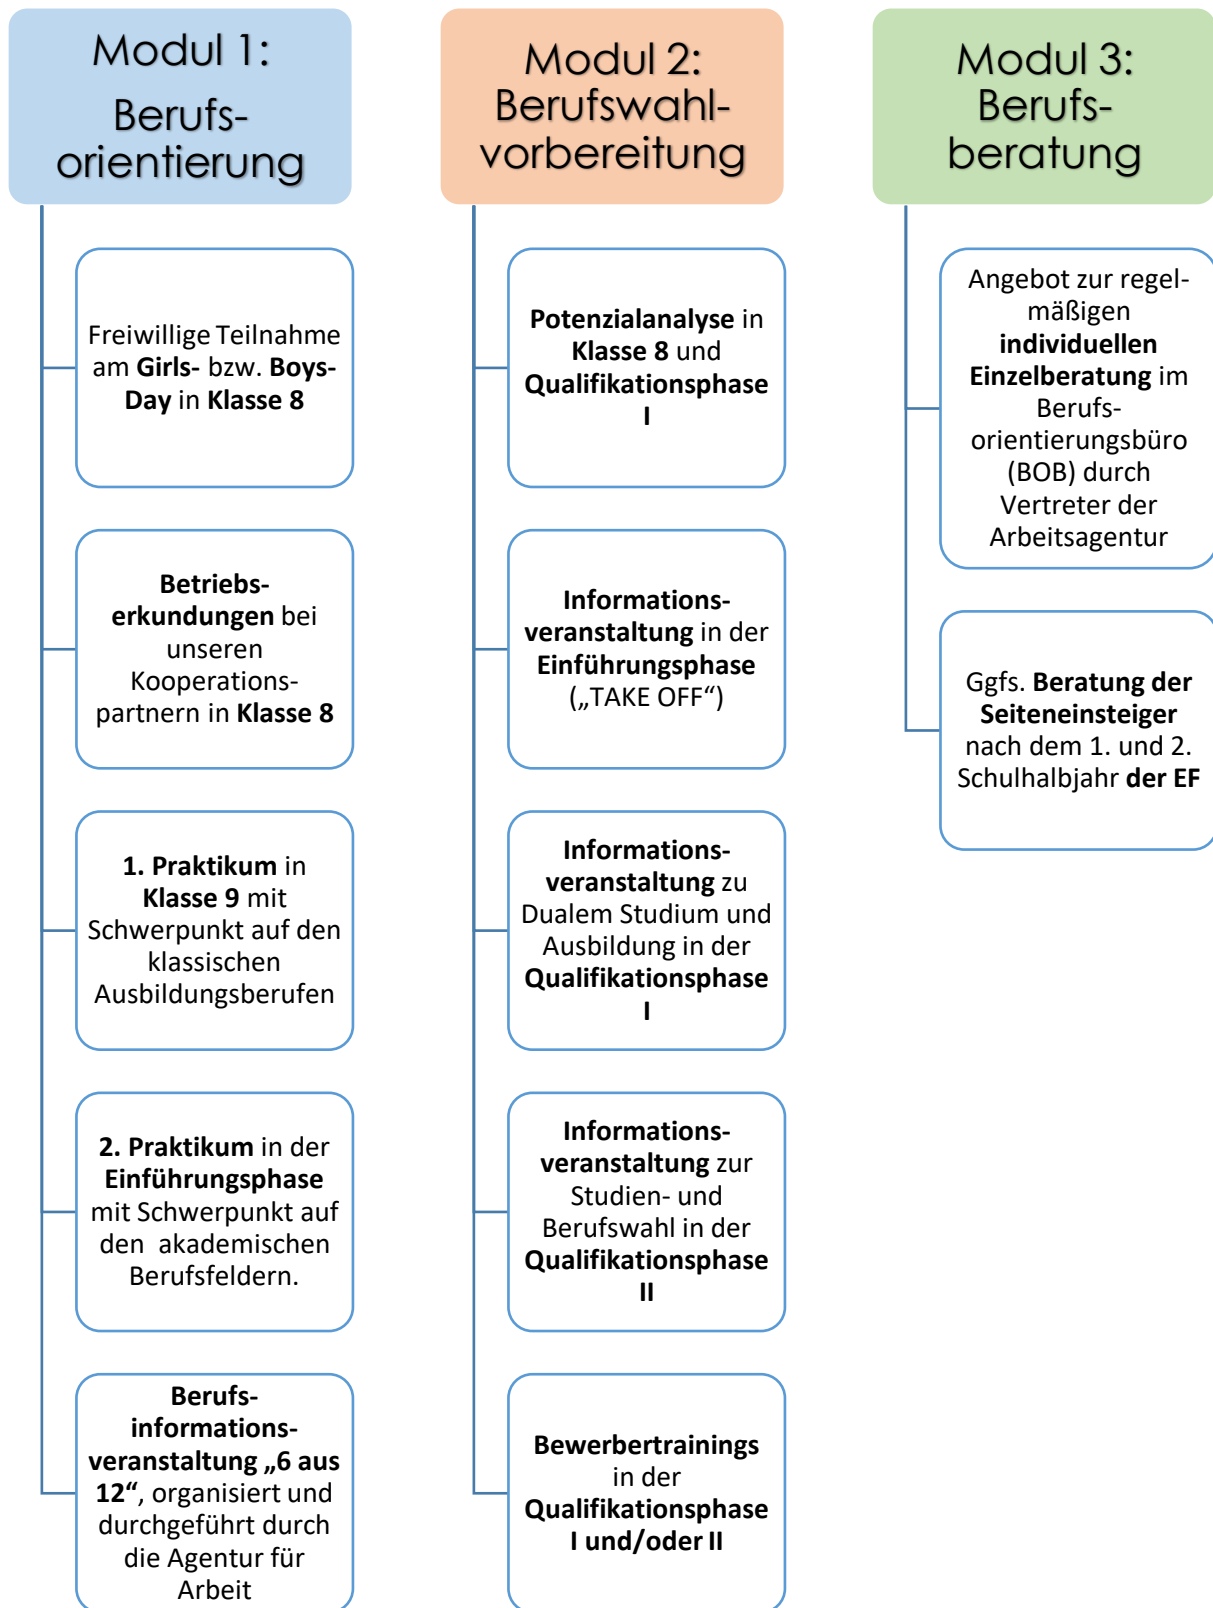 Modul 1:
Berufs-
orientierung
Freiwillige Teilnahme
am Girls- bzw. Boys-
Day in Klasse 8
Betriebs-
erkundungen bei
unseren
Kooperations-
partnern in Klasse 8
1. Praktikum in
Klasse 9 mit
Schwerpunkt auf den
klassischen
Ausbildungsberufen
2. Praktikum in der
Einführungsphase
mit Schwerpunkt auf
den akademischen
Berufsfeldern.
Berufs-
informations-
veranstaltung „6 aus
12“, organisiert und
durchgeführt durch
die Agentur für
Arbeit
Modul 2:
Berufswahl-
vorbereitung
Potenzialanalyse in
Klasse 8 und
Qualifikationsphase
I
Informations-
veranstaltung in der
Einführungsphase
(„TAKE OFF“)
Informations-
veranstaltung zu
Dualem Studium und
Ausbildung in der
Qualifikationsphase
I
Informations-
veranstaltung zur
Studien- und
Berufswahl in der
Qualifikationsphase
II
Bewerbertrainings
in der
Qualifikationsphase
I und/oder II
Modul 3:
Berufs-
beratung
Angebot zur regel-
mäßigen
individuellen
Einzelberatung im
Berufs-
orientierungsbüro
(BOB) durch
Vertreter der
Arbeitsagentur
Ggfs. Beratung der
Seiteneinsteiger
nach dem 1. und 2.
Schulhalbjahr der EF